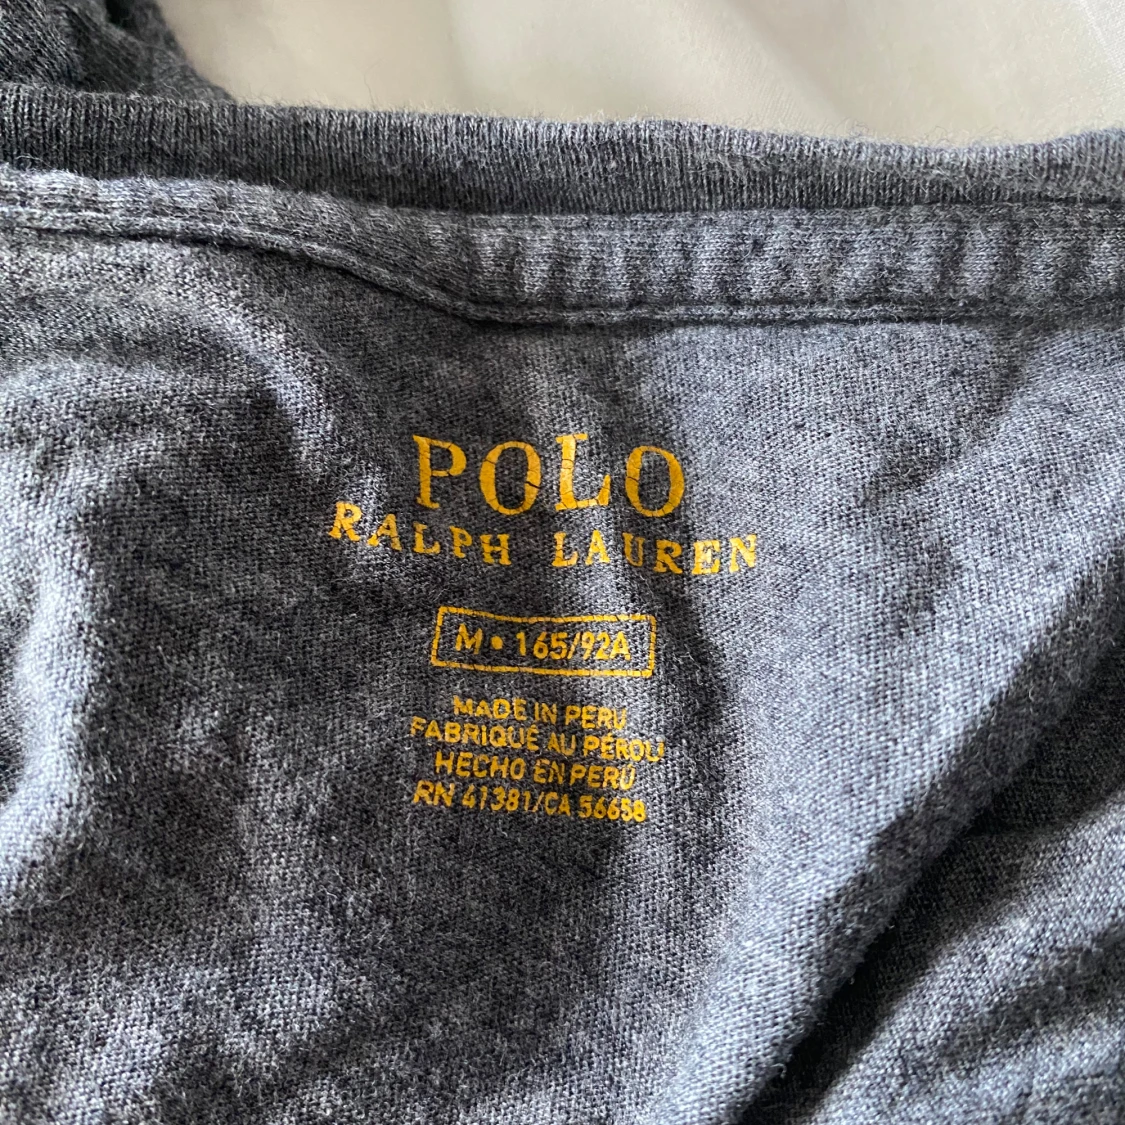 POLO
RALPH LAUREN
M • 165/92A
MADE IN PERU
FABRIQUÉ AU PÉROU
HECHO EN PERÚ
RN 41381/CA 56658